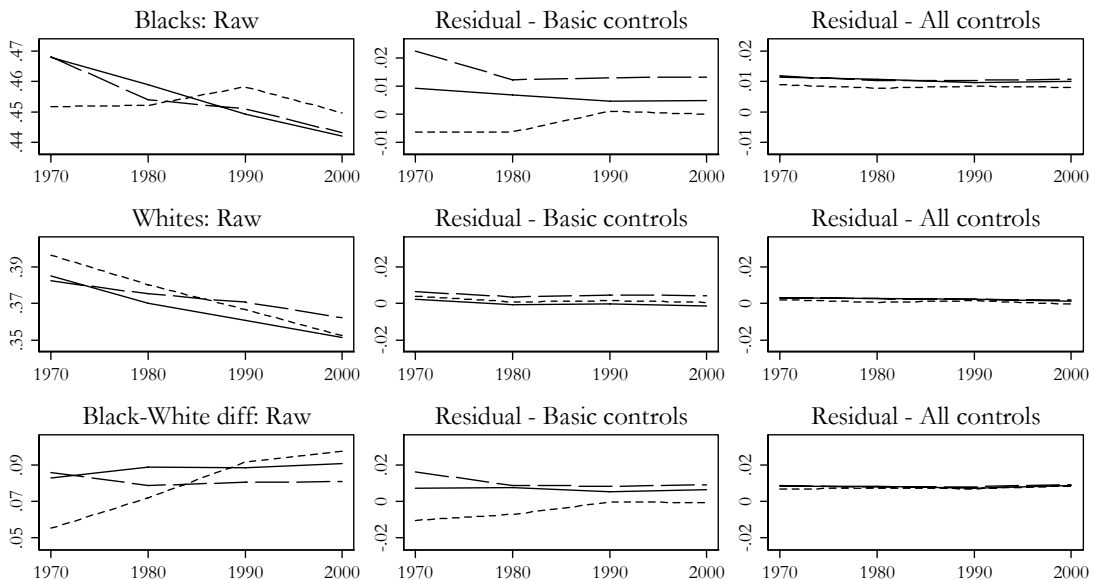 Blacks: Raw
Residual - Basic controls
Residual - All controls
.47
.46
.45
.44
1970 1980 1990 2000
.02
.01
0
-.01
1970 1980 1990 2000
.02
.01
0
-.01
1970 1980 1990 2000
Whites: Raw
Residual - Basic controls
Residual - All controls
.39
.37
.35
1970 1980 1990 2000
.02
0
-.02
1970 1980 1990 2000
.02
0
-.02
1970 1980 1990 2000
Black-White diff: Raw
Residual - Basic controls
Residual - All controls
.09
.07
.05
1970 1980 1990 2000
.02
0
-.02
1970 1980 1990 2000
.02
0
-.02
1970 1980 1990 2000